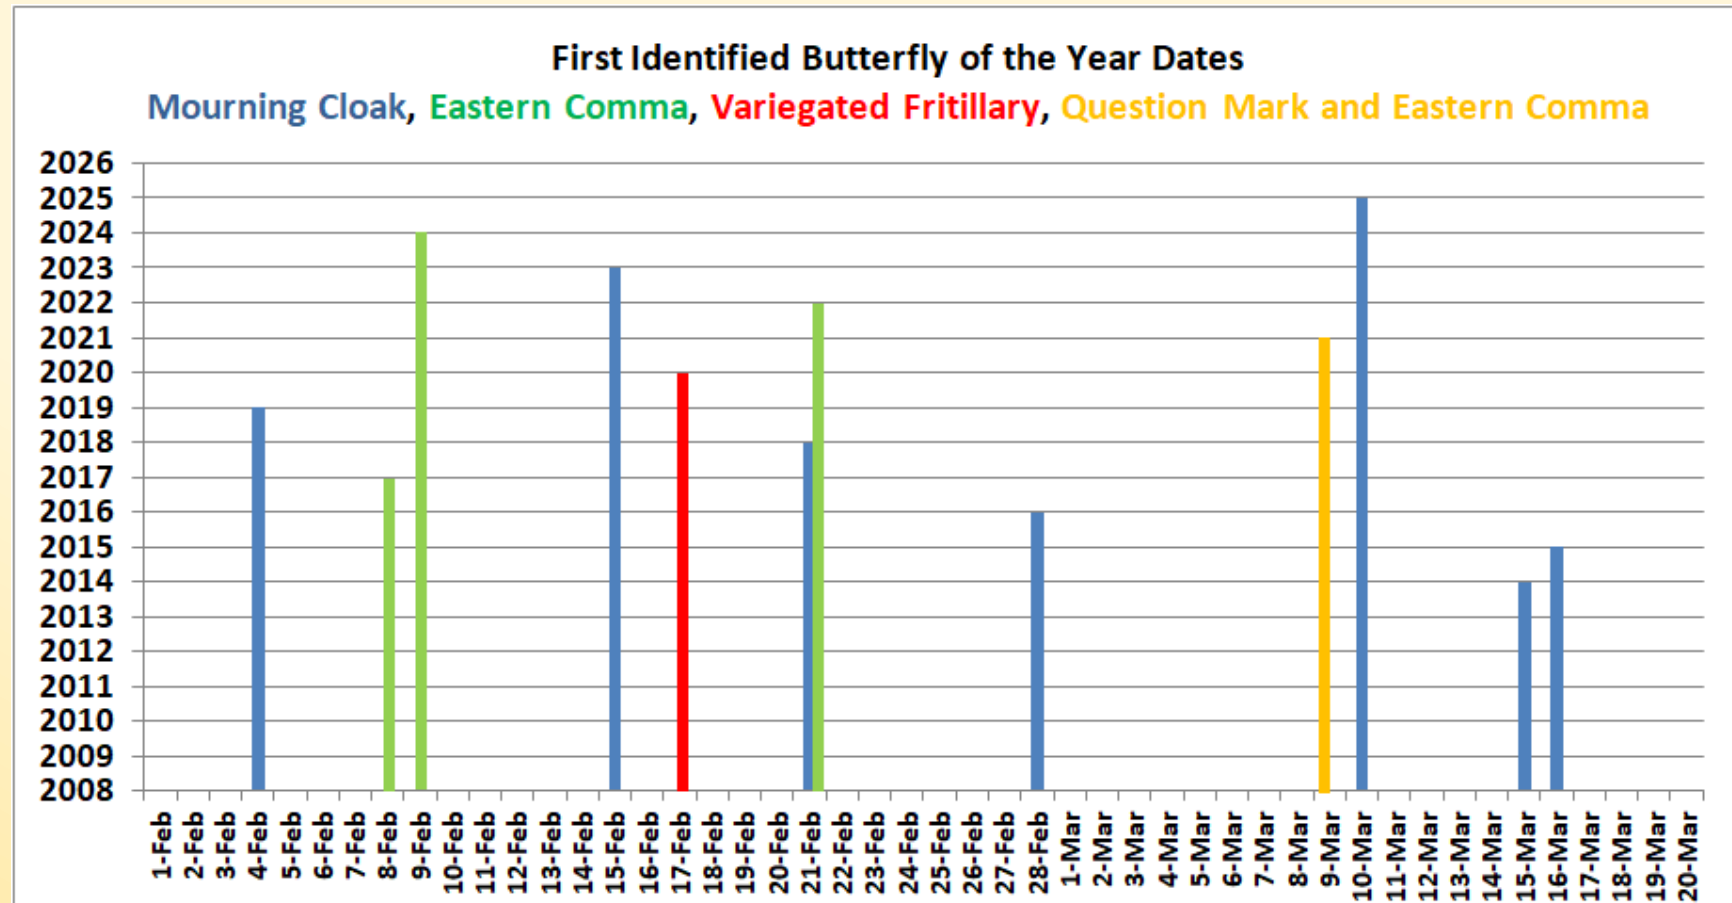 First Identified Butterfly of the Year Dates
Mourning Cloak, Eastern Comma, Variegated Fritillary, Question Mark and Eastern Comma
2026
2025
2024
2023
2022
2021
2020
2019
2018
2017
2016
2015
2014
2013
2012
2011
2010
2009
2008
1-Feb
2-Feb
3-Feb
4-Feb
5-Feb
6-Feb
7-Feb
8-Feb
9-Feb
10-Feb
11-Feb
12-Feb
13-Feb
14-Feb
15-Feb
16-Feb
17-Feb
18-Feb
19-Feb
20-Feb
21-Feb
22-Feb
23-Feb
24-Feb
25-Feb
26-Feb
27-Feb
28-Feb
1-Mar
2-Mar
3-Mar
4-Mar
5-Mar
6-Mar
7-Mar
8-Mar
9-Mar
10-Mar
11-Mar
12-Mar
13-Mar
14-Mar
15-Mar
16-Mar
17-Mar
18-Mar
19-Mar
20-Mar